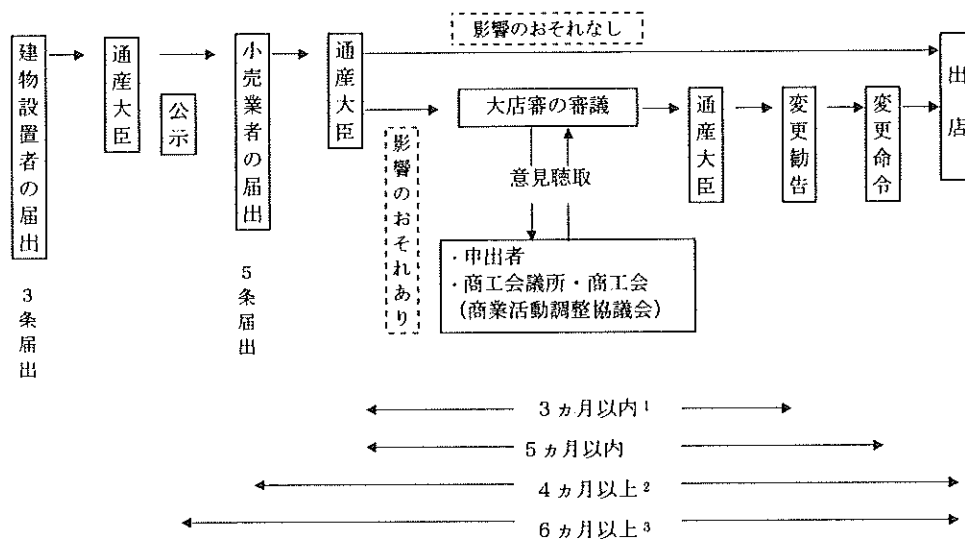 影響のおそれなし
建物設置者の届出
通産大臣
公示
小売業者の届出
通産大臣
影響のおそれあり
大店審の審議
意見聴取
・申出者
・商工会議所・商工会
(商業活動調整協議会)
通産大臣
変更勧告
変更命令
出店
3条届出
5条届出
3ヵ月以内1
5ヵ月以内
4ヵ月以上2
6ヵ月以上3